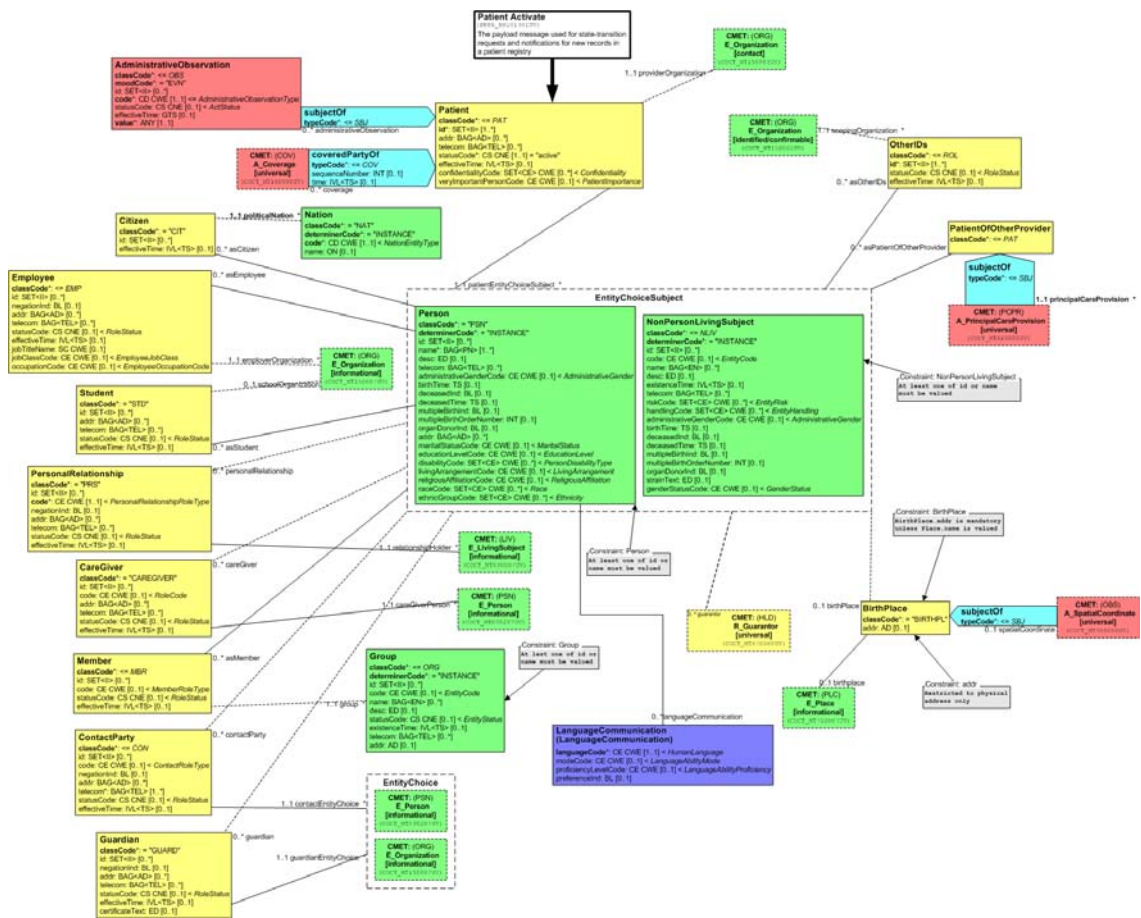 Patient Activate
The payload message used for state-transition
requests and notifications for new records in
a patient registry
CMET: (ORG)
E_Organization
[contact]
1..1 providerOrganization
AdministrativeObservation
classCode*: <= OBS
moodCode*: = "EVN"
id: SET<II> [0..*]
code*: CD CWE [1..1] <= AdministrativeObservationType
statusCode: CS CNE [0..1] < ActStatus
effectiveTime: GTS [0..1]
value*: ANY [1..1]
subjectOf
typeCode*: <= SBJ
0..* administrativeObservation
Patient
classCode*: <= PAT
id*: SET<II> [1..*]
addr: BAG<AD> [0..*]
telecom: BAG<TEL> [0..*]
statusCode*: CS CNE [1..1] = "active"
effectiveTime: IVL<TS> [0..1]
confidentialityCode: SET<CE> CWE [0..*] < Confidentiality
veryImportantPersonCode: CE CWE [0..1] < PatientImportance
CMET: (COV)
A_Coverage
[universal]
coveredPartyOf
typeCode*: <= COV
sequenceNumber: INT [0..1]
time: IVL<TS> [0..1]
0..* coverage
CMET: (ORG)
E_Organization
[identified/confirmable]
1..1 scopingOrganization *
OtherIDs
classCode*: <= ROL
id*: SET<II> [1..*]
statusCode: CS CNE [0..1] < RoleStatus
effectiveTime: IVL<TS> [0..1]
0..* asOtherIDs
Citizen
classCode*: = "CIT"
id: SET<II> [0..*]
effectiveTime: IVL<TS> [0..1]
1..1 politicalNation *
0..* asCitizen
Nation
classCode*: = "NAT"
determinerCode*: = "INSTANCE"
code*: CD CWE [1..1] < NationEntityType
name: ON [0..1]
PatientOfOtherProvider
classCode*: <= PAT
0..* asPatientOfOtherProvider
subjectOf
typeCode*: <= SBJ
1..1 principalCareProvision *
CMET: (PCPR)
A_PrincipalCareProvision
[universal]
Employee
classCode*: <= EMP
id: SET<II> [0..*]
negationInd: BL [0..1]
addr: BAG<AD> [0..*]
telecom: BAG<TEL> [0..*]
statusCode: CS CNE [0..1] < RoleStatus
effectiveTime: IVL<TS> [0..1]
jobTitleName: SC CWE [0..1]
jobClassCode: CE CWE [0..1] < EmployeeJobClass
occupationCode: CE CWE [0..1] < EmployeeOccupationCode
0..* asEmployee
1..1 employerOrganization *
CMET: (ORG)
E_Organization
[informational]
0..1 schoolOrganization
1..1 patientEntityChoiceSubject *
EntityChoiceSubject
Person
classCode*: = "PSN"
determinerCode*: = "INSTANCE"
id: SET<II> [0..*]
name*: BAG<PN> [1..*]
desc: ED [0..1]
telecom: BAG<TEL> [0..*]
administrativeGenderCode: CE CWE [0..1] < AdministrativeGender
birthTime: TS [0..1]
deceasedInd: BL [0..1]
deceasedTime: TS [0..1]
multipleBirthInd: BL [0..1]
multipleBirthOrderNumber: INT [0..1]
organDonorInd: BL [0..1]
addr: BAG<AD> [0..*]
maritalStatusCode: CE CWE [0..1] < MaritalStatus
educationLevelCode: CE CWE [0..1] < EducationLevel
disabilityCode: SET<CE> CWE [0..*] < PersonDisabilityType
livingArrangementCode: CE CWE [0..1] < LivingArrangement
religiousAffiliationCode: CE CWE [0..1] < ReligiousAffiliation
raceCode: SET<CE> CWE [0..*] < Race
ethnicGroupCode: SET<CE> CWE [0..*] < Ethnicity
NonPersonLivingSubject
classCode*: <= NLIV
determinerCode*: = "INSTANCE"
id: SET<II> [0..*]
code: CE CWE [0..1] < EntityCode
name: BAG<EN> [0..*]
desc: ED [0..1]
existenceTime: IVL<TS> [0..1]
telecom: BAG<TEL> [0..*]
riskCode: SET<CE> CWE [0..*] < EntityRisk
handlingCode: SET<CE> CWE [0..*] < EntityHandling
administrativeGenderCode: CE CWE [0..1] < AdministrativeGender
birthTime: TS [0..1]
deceasedInd: BL [0..1]
deceasedTime: TS [0..1]
multipleBirthInd: BL [0..1]
multipleBirthOrderNumber: INT [0..1]
organDonorInd: BL [0..1]
strainText: ED [0..1]
genderStatusCode: CE CWE [0..1] < GenderStatus
Constraint: NonPersonLivingSubject
At least one of id or name
must be valued
Student
classCode*: = "STD"
id: SET<II> [0..*]
addr: BAG<AD> [0..*]
telecom: BAG<TEL> [0..*]
statusCode: CS CNE [0..1] < RoleStatus
effectiveTime: IVL<TS> [0..1]
0..* asStudent
PersonalRelationship
classCode*: = "PRS"
id: SET<II> [0..*]
code*: CE CWE [1..1] < PersonalRelationshipRoleType
negationInd: BL [0..1]
addr: BAG<AD> [0..*]
telecom: BAG<TEL> [0..*]
statusCode: CS CNE [0..1] < RoleStatus
effectiveTime: IVL<TS> [0..1]
0..* personalRelationship
1..1 relationshipHolder *
CMET: (LIV)
E_LivingSubject
[informational]
Constraint: Person
At least one of id or
name must be valued
Constraint: BirthPlace
BirthPlace.addr is mandatory
unless Place.name is valued
CareGiver
classCode*: = "CAREGIVER"
id: SET<II> [0..*]
code: CE CWE [0..1] < RoleCode
addr: BAG<AD> [0..*]
telecom: BAG<TEL> [0..*]
statusCode: CS CNE [0..1] < RoleStatus
effectiveTime: IVL<TS> [0..1]
0..* careGiver
1..1 careGiverPerson *
CMET: (PSN)
E_Person
[informational]
0..* guarantor
CMET: (HLD)
R_Guarantor
[universal]
0..1 birthPlace
BirthPlace
classCode*: = "BIRTHPL"
addr: AD [0..1]
subjectOf
typeCode*: <= SBJ
0..1 spatialCoordinate
CMET: (OBS)
A_SpatialCoordinate
[universal]
0..1 birthplace
CMET: (PLC)
E_Place
[informational]
Constraint: addr
Restricted to physical
address only
Member
classCode*: <= MBR
id: SET<II> [0..*]
code: CE CWE [0..1] < MemberRoleType
statusCode: CS CNE [0..1] < RoleStatus
effectiveTime: IVL<TS> [0..1]
0..* asMember
1..1 group *
Group
classCode*: <= ORG
determinerCode*: = "INSTANCE"
id: SET<II> [0..*]
code: CE CWE [0..1] < EntityCode
name: BAG<EN> [0..*]
desc: ED [0..1]
statusCode: CS CNE [0..1] < EntityStatus
existenceTime: IVL<TS> [0..1]
telecom: BAG<TEL> [0..*]
addr: AD [0..1]
Constraint: Group
At least one of id or
name must be valued
0..* languageCommunication
LanguageCommunication
(LanguageCommunication)
languageCode*: CE CWE [1..1] < HumanLanguage
modeCode: CE CWE [0..1] < LanguageAbilityMode
proficiencyLevelCode: CE CWE [0..1] < LanguageAbilityProficiency
preferenceInd: BL [0..1]
ContactParty
classCode*: <= CON
id: SET<II> [0..*]
code: CE CWE [0..1] < ContactRoleType
negationInd: BL [0..1]
addr: BAG<AD> [0..*]
telecom*: BAG<TEL> [1..*]
statusCode: CS CNE [0..1] < RoleStatus
effectiveTime: IVL<TS> [0..1]
0..* contactParty
1..1 contactEntityChoice *
EntityChoice
CMET: (PSN)
E_Person
[informational]
CMET: (ORG)
E_Organization
[informational]
Guardian
classCode*: = "GUARD"
id: SET<II> [0..*]
negationInd: BL [0..1]
addr: BAG<AD> [0..*]
telecom: BAG<TEL> [0..*]
statusCode: CS CNE [0..1] < RoleStatus
effectiveTime: IVL<TS> [0..1]
certificateText: ED [0..1]
0..* guardian
1..1 guardianEntityChoice *